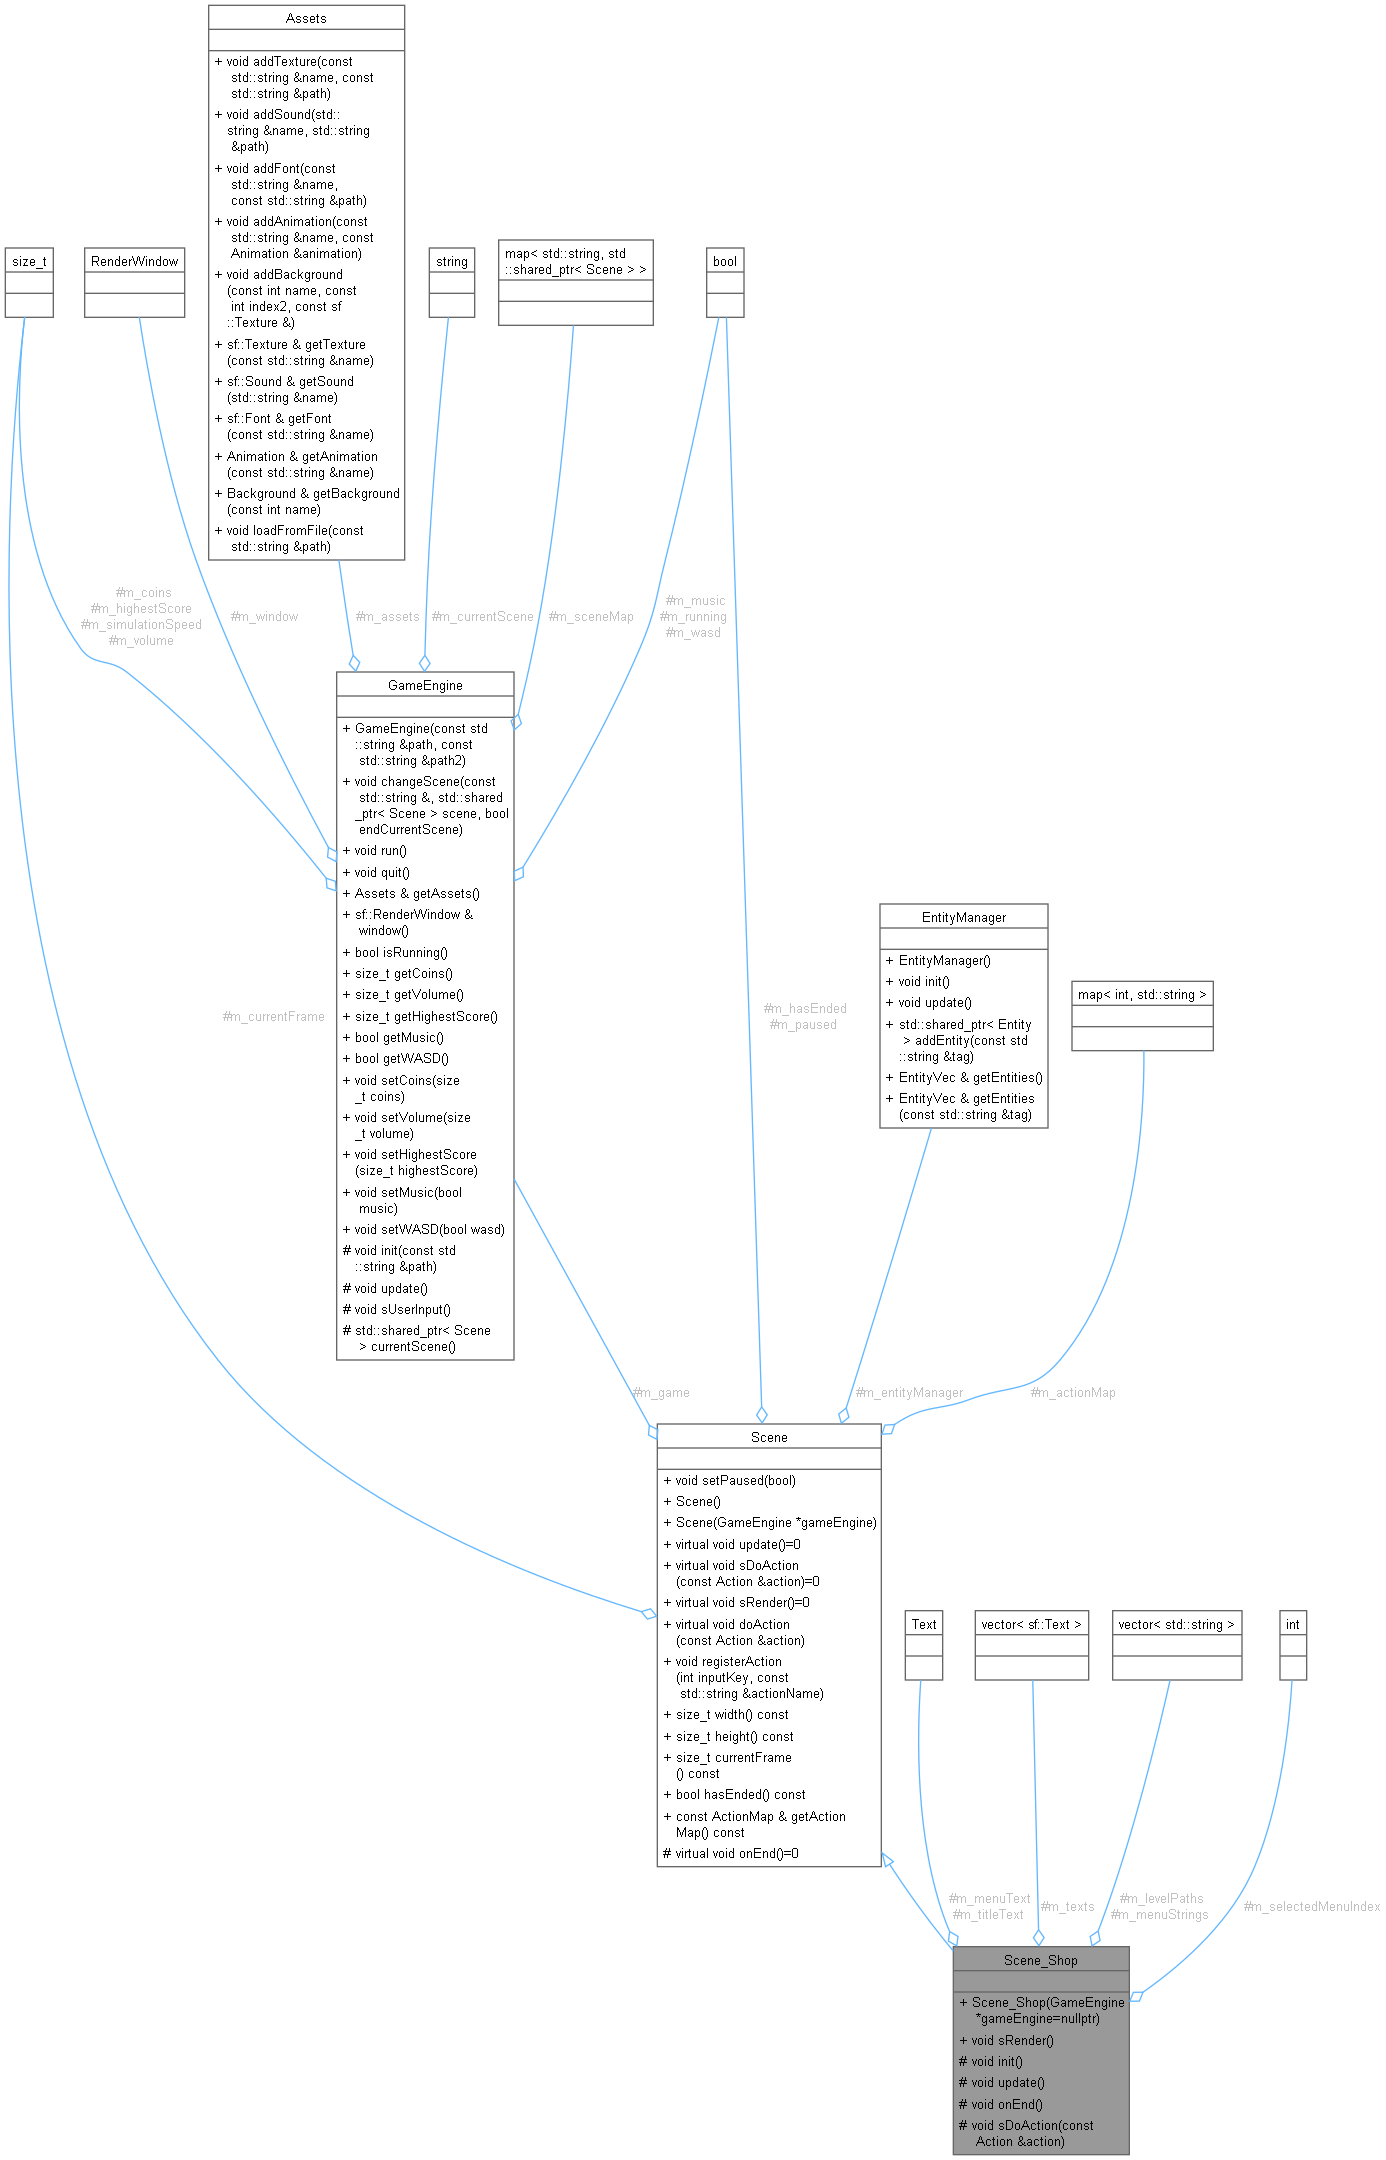 Assets
+ void addTexture(const
std::string &name, const
std::string &path)
+ void addSound(std::
string &name, std::string
&path)
+ void addFont(const
std::string &name,
const std::string &path)
+ void addAnimation(const
std::string &name, const
Animation &animation)
+ void addBackground
(const int name, const
int index2, const sf
::Texture &)
+ sf::Texture & getTexture
(const std::string &name)
+ sf::Sound & getSound
(std::string &name)
+ sf::Font & getFont
(const std::string &name)
+ Animation & getAnimation
(const std::string &name)
+ Background & getBackground
(const int name)
+ void loadFromFile(const
std::string &path)
size_t
RenderWindow
string
map< std::string, std
::shared_ptr< Scene > >
bool
#m_coins
#m_highestScore
#m_simulationSpeed
#m_volume
#m_window
#m_assets
#m_currentScene
#m_sceneMap
#m_music
#m_running
#m_wasd
GameEngine
+ GameEngine(const std
::string &path, const
std::string &path2)
+ void changeScene(const
std::string &, std::shared
_ptr< Scene > scene, bool
endCurrentScene)
+ void run()
+ void quit()
+ Assets & getAssets()
+ sf::RenderWindow &
window()
+ bool isRunning()
+ size_t getCoins()
+ size_t getVolume()
+ size_t getHighestScore()
+ bool getMusic()
+ bool getWASD()
+ void setCoins(size
_t coins)
+ void setVolume(size
_t volume)
+ void setHighestScore
(size_t highestScore)
+ void setMusic(bool
music)
+ void setWASD(bool wasd)
# void init(const std
::string &path)
# void update()
# void sUserInput()
# std::shared_ptr< Scene
> currentScene()
#m_currentFrame
#m_hasEnded
#m_paused
EntityManager
+ EntityManager()
+ void init()
+ void update()
+ std::shared_ptr< Entity
> addEntity(const std
::string &tag)
+ EntityVec & getEntities()
+ EntityVec & getEntities
(const std::string &tag)
map< int, std::string >
#m_game
#m_entityManager
#m_actionMap
Scene
+ void setPaused(bool)
+ Scene()
+ Scene(GameEngine *gameEngine)
+ virtual void update()=0
+ virtual void sDoAction
(const Action &action)=0
+ virtual void sRender()=0
+ virtual void doAction
(const Action &action)
+ void registerAction
(int inputKey, const
std::string &actionName)
+ size_t width() const
+ size_t height() const
+ size_t currentFrame
() const
+ bool hasEnded() const
+ const ActionMap & getAction
Map() const
# virtual void onEnd()=0
Text
vector< sf::Text >
vector< std::string >
int
#m_menuText
#m_titleText
#m_texts
#m_levelPaths
#m_menuStrings
#m_selectedMenuIndex
Scene_Shop
+ Scene_Shop(GameEngine
*gameEngine=nullptr)
+ void sRender()
# void init()
# void update()
# void onEnd()
# void sDoAction(const
Action &action)